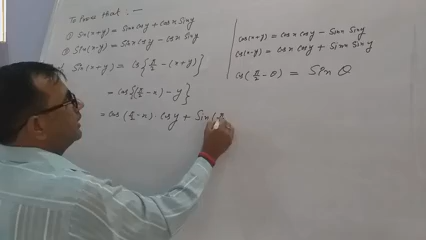 To Prove that :-
① Sin(x+y) = Sinx cosy + cosx Siny
② Sin(x-y) = Sinx cosy - cosx Siny
Sin(x+y) = cos{π/2 - (x+y)}
= cos{(π/2-x) - y}
= cos(π/2-x) · cosy + Sin(π
cos(x+y) = cosx cosy - Sinx Siny
cos(x-y) = cosx cosy + Sinx Siny
cos(π/2-θ) = Sin θ